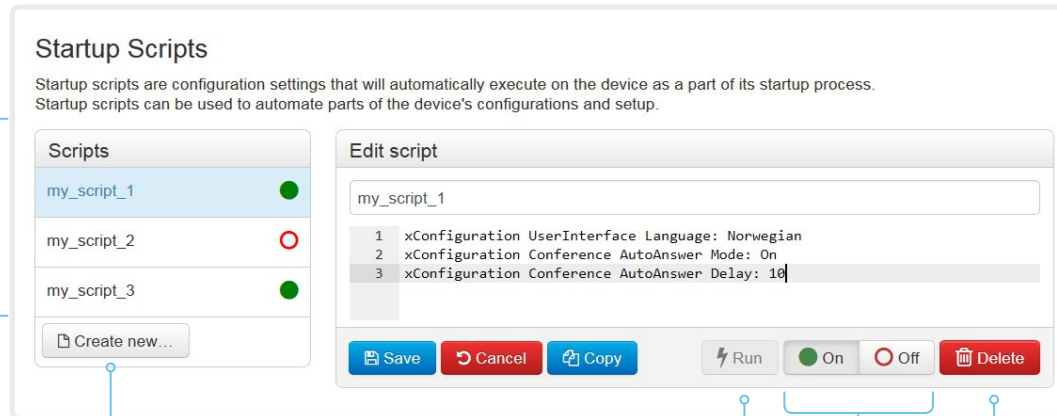 Startup Scripts
Startup scripts are configuration settings that will automatically execute on the device as a part of its startup process.
Startup scripts can be used to automate parts of the device's configurations and setup.
Scripts
my_script_1
my_script_2
my_script_3
Create new...
Edit script
my_script_1
1 xConfiguration UserInterface Language: Norwegian
2 xConfiguration Conference AutoAnswer Mode: On
3 xConfiguration Conference AutoAnswer Delay: 10
Save Cancel Copy Run On Off Delete